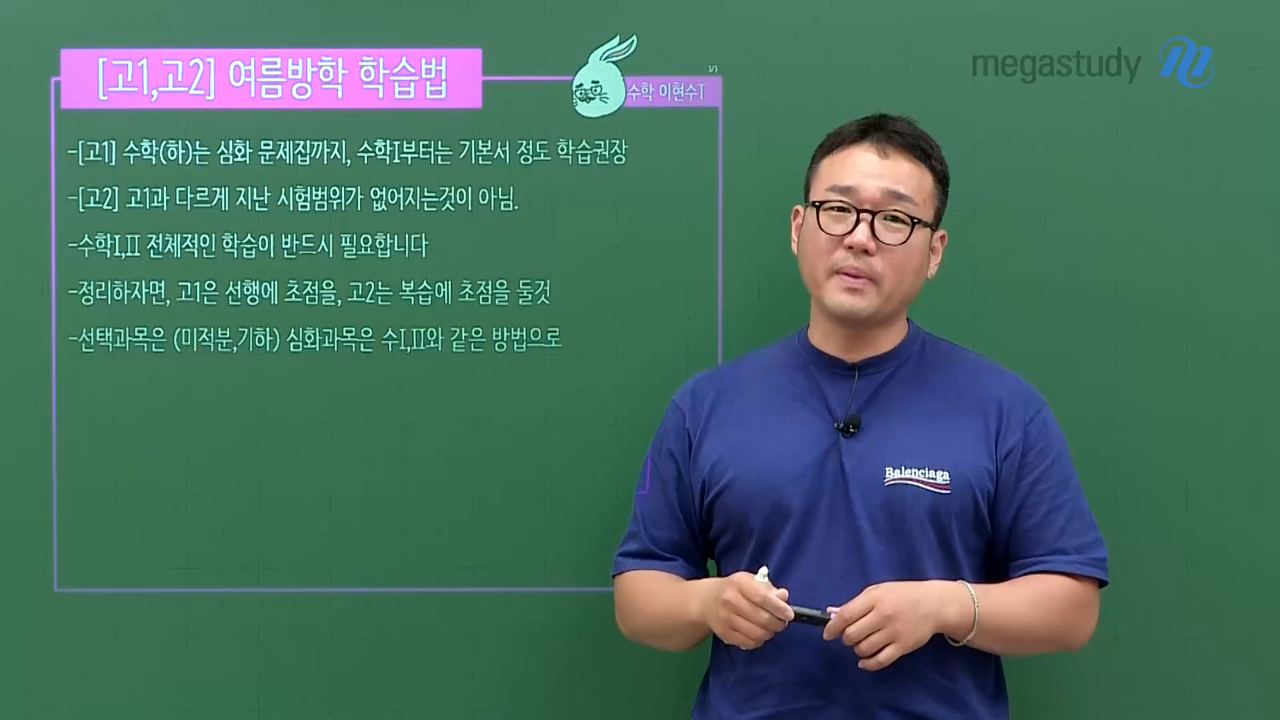 [고1,고2] 여름방학 학습법
1/3
수학 이현수T
megastudy
-[고1] 수학(하)는 심화 문제집까지, 수학I부터는 기본서 정도 학습권장
-[고2] 고1과 다르게 지난 시험범위가 없어지는것이 아님.
-수학I,II 전체적인 학습이 반드시 필요합니다
-정리하자면, 고1은 선행에 초점을, 고2는 복습에 초점을 둘것
-선택과목은 (미적분,기하) 심화과목은 수I,II와 같은 방법으로
Balenciaga